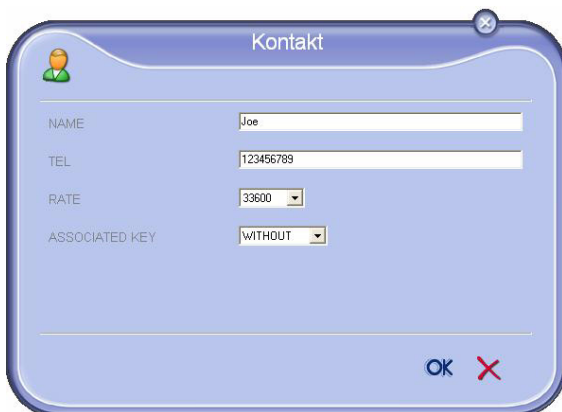 Kontakt
NAME Joe
TEL 123456789
RATE 33600
ASSOCIATED KEY WITHOUT
OK